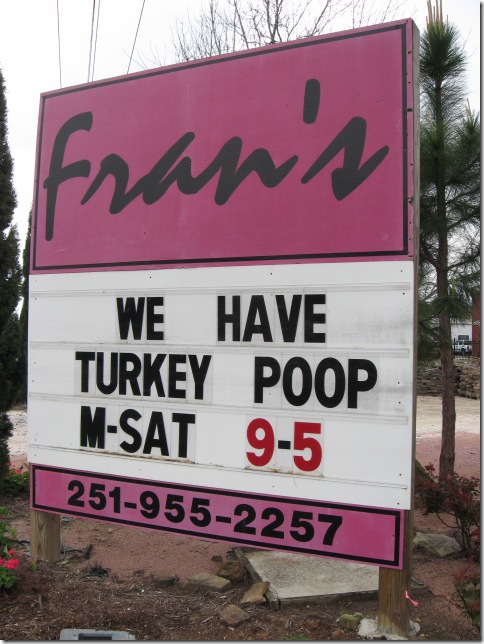 Fran's
WE HAVE
TURKEY POOP
M-SAT 9-5
251-955-2257